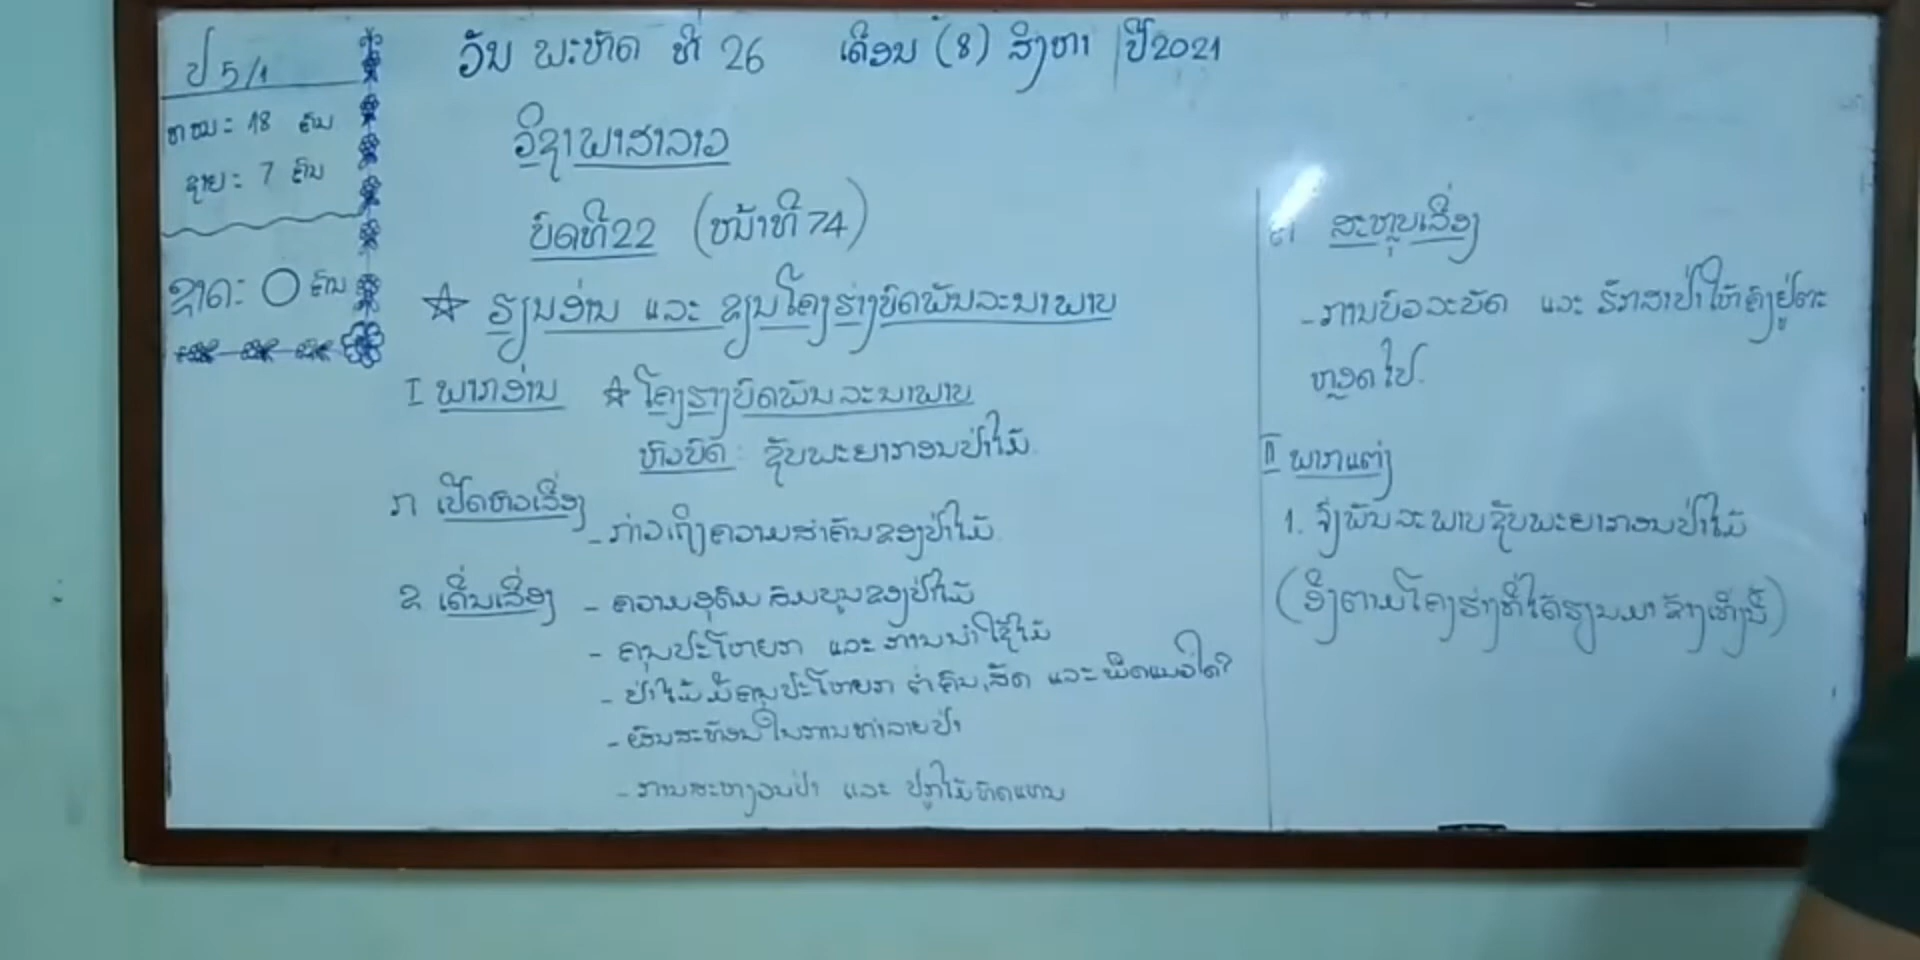 ປ 5/1
ທໝ: 18 ຄົນ
ຊາຍ: 7 ຄົນ
ຂາດ: 0 ຄົນ
ວັນ ພະຫັດ ທີ 26 ເດືອນ (8) ສິງຫາ ປີ 2021
ວິຊາພາສາລາວ
ບົດທີ 22 (ໜ້າທີ 74)
☆ ຮຽນອ່ານ ແລະ ຂຽນໂຄງຮ່າງບົດພັນລະນາພາບ
I ພາກອ່ານ ☆ ໂຄງຮ່າງບົດພັນລະນາພາບ
ຫົວບົດ: ຊັບພະຍາກອນປ່າໄມ້
ກ ເປີດຫົວເລື່ອງ
- ກ່າວເຖິງຄວາມສຳຄັນຂອງປ່າໄມ້
ຂ ເດີ່ນເລື່ອງ - ຄວາມອຸດົມສົມບູນຂອງປ່າໄມ້
- ຄຸນປະໂຫຍກ ແລະ ການນຳໃຊ້ໄມ້
- ປ່າໄມ້ມີຄຸນປະໂຫຍກ ຕໍ່ຄົນ, ສັດ ແລະ ພືດແນວໃດ?
- ຜົນສະທ້ອນໃນການທຳລາຍປ່າ
- ການສະຫງວນປ່າ ແລະ ປູກໄມ້ທົດແທນ
ຄ ສະຫຼຸບເລື່ອງ
- ການບົວລະບັດ ແລະ ຮັກສາປ່າໃຫ້ຄົງຢູ່ຕະ
ຫຼອດໄປ.
II ພາກແຕ່ງ
1. ຈົ່ງພັນລະພາບຊັບພະຍາກອນປ່າໄມ້
(ອີງຕາມໂຄງຮ່າງທີ່ໄດ້ຮຽນມາຂ້າງເທິງນີ້)